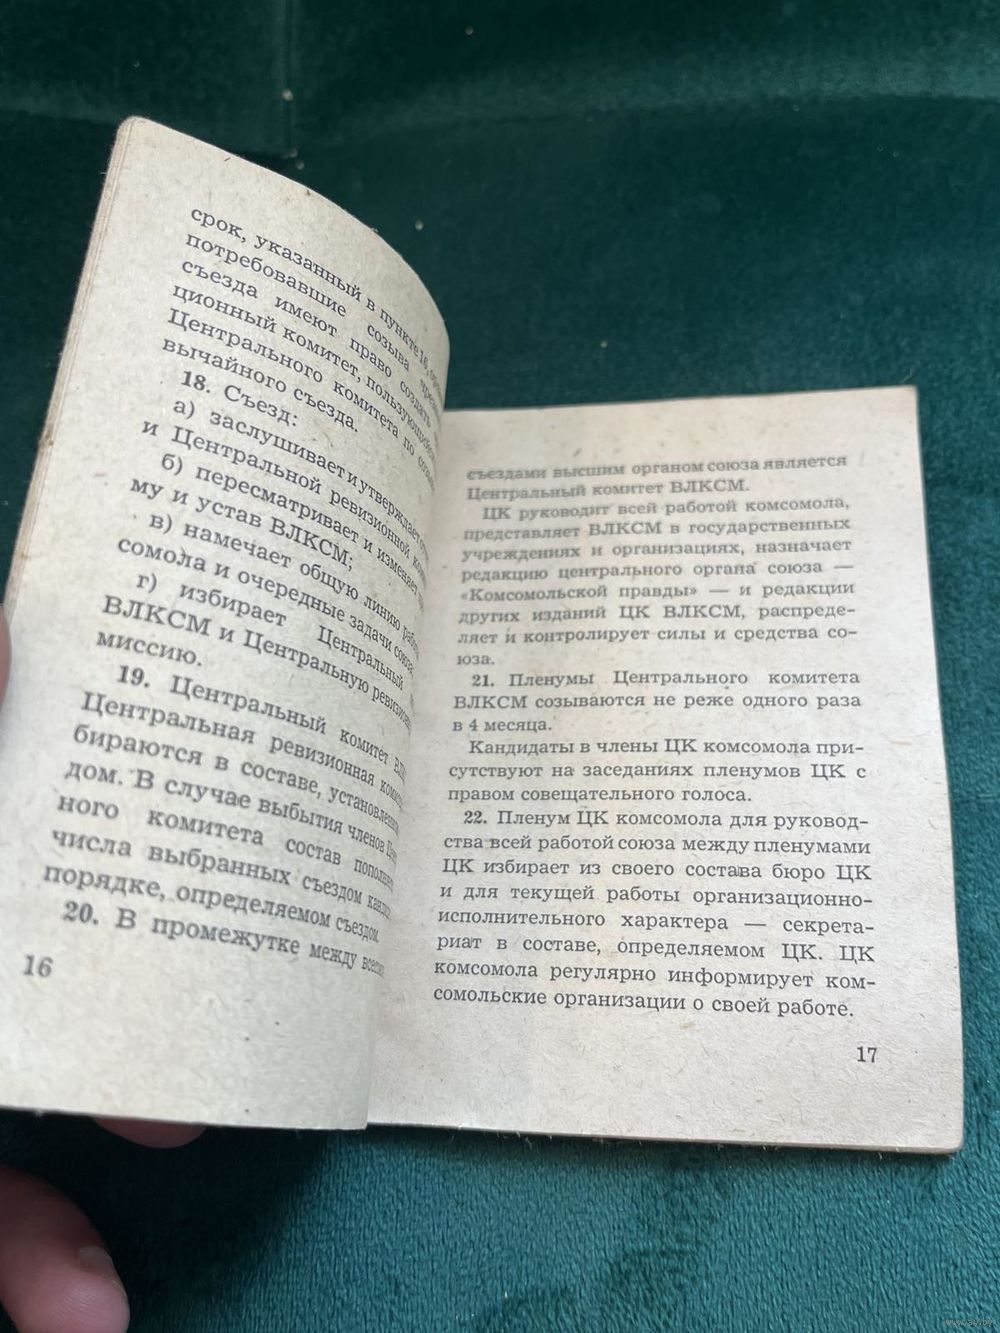 срок, указанный в пункте 16,
потребовавшие созыва
съезда имеют право создать
ционный комитет, пользующийся
Центрального комитета по созыву
вычайного съезда.
18. Съезд:
а) заслушивает и утверждает
и Центральной ревизионной
б) пересматривает и изменяет
му и устав ВЛКСМ;
в) намечает общую линию работы
сомола и очередные задачи союза
г) избирает Центральный
ВЛКСМ и Центральную ревизионную
миссию.
19. Центральный комитет
Центральная ревизионная
бираются в составе, установленном
дом. В случае выбытия членов
ного комитета состав
числа выбранных съездом
порядке, определяемом съездом.
20. В промежутке между
16
съездами высшим органом союза является
Центральный комитет ВЛКСМ.
ЦК руководит всей работой комсомола,
представляет ВЛКСМ в государственных
учреждениях и организациях, назначает
редакцию центрального органа союза —
«Комсомольской правды» — и редакции
других изданий ЦК ВЛКСМ, распреде-
ляет и контролирует силы и средства со-
юза.
21. Пленумы Центрального комитета
ВЛКСМ созываются не реже одного раза
в 4 месяца.
Кандидаты в члены ЦК комсомола при-
сутствуют на заседаниях пленумов ЦК с
правом совещательного голоса.
22. Пленум ЦК комсомола для руковод-
ства всей работой союза между пленумами
ЦК избирает из своего состава бюро ЦК
и для текущей работы организационно-
исполнительного характера — секрета-
риат в составе, определяемом ЦК. ЦК
комсомола регулярно информирует ком-
сомольские организации о своей работе.
17